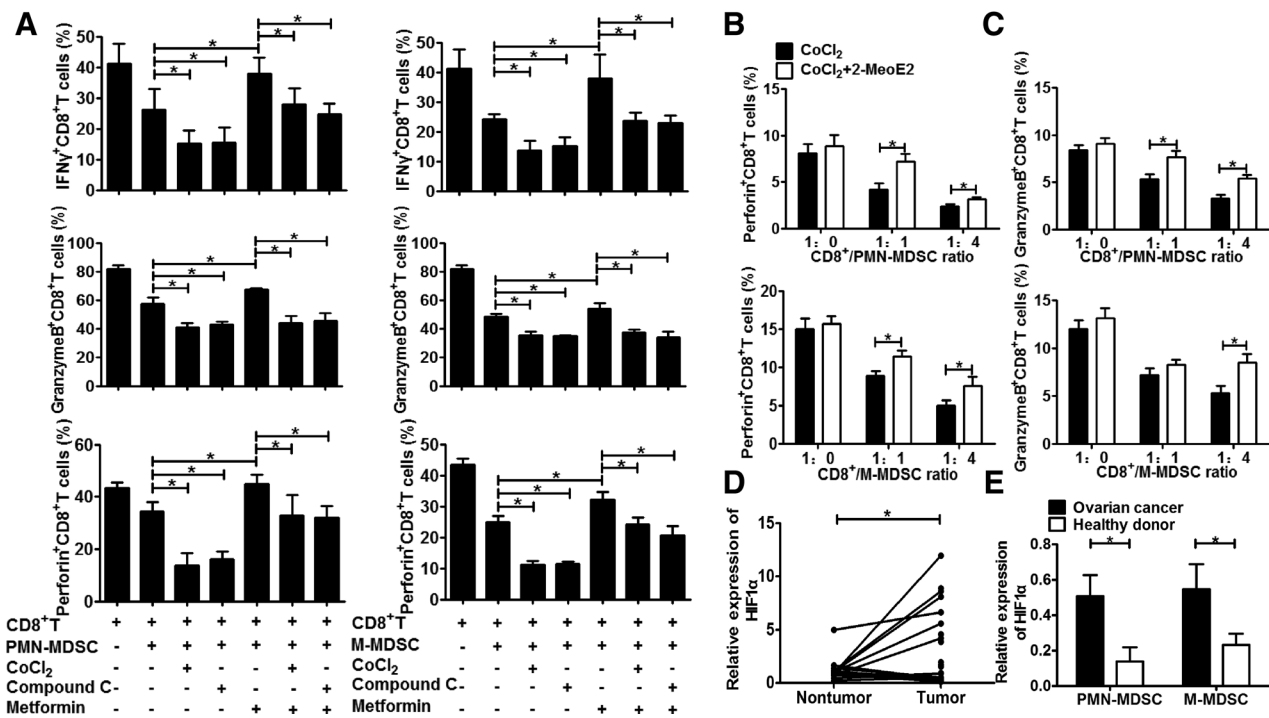 A
IFNγ+CD8+T cells (%)
50
40
30
20
10
0
* * * * * *
IFNγ+CD8+T cells (%)
60
40
20
0
* * * * * *
GranzymeB+CD8+T cells (%)
100
80
60
40
20
0
* * * * * *
GranzymeB+CD8+T cells (%)
100
80
60
40
20
0
* * * * * *
Perforin+CD8+T cells (%)
60
40
20
0
* * * * * *
Perforin+CD8+T cells (%)
50
40
30
20
10
0
* * * * * *
CD8+T + + + + + + +
PMN-MDSC - + + + + + +
CoCl2 - - + - - + -
Compound C - - - + - - +
Metformin - - - - + + +
CD8+T + + + + + + +
M-MDSC - + + + + + +
CoCl2 - - + - - + -
Compound C - - - + - - +
Metformin - - - - + + +
B
CoCl2
CoCl2+2-MeoE2
Perforin+CD8+T cells (%)
15
10
5
0
* *
1: 0 1: 1 1: 4
CD8+/PMN-MDSC ratio
Perforin+CD8+T cells (%)
20
15
10
5
0
* *
1: 0 1: 1 1: 4
CD8+/M-MDSC ratio
C
GranzymeB+CD8+T cells (%)
15
10
5
0
* *
1: 0 1: 1 1: 4
CD8+/PMN-MDSC ratio
GranzymeB+CD8+T cells (%)
15
10
5
0
*
1: 0 1: 1 1: 4
CD8+/M-MDSC ratio
D
Relative expression of
HIF1α
15
10
5
0
*
Nontumor Tumor
E
Ovarian cancer
Healthy donor
Relative expression
of HIF1α
0.8
0.6
0.4
0.2
0.0
* *
PMN-MDSC M-MDSC